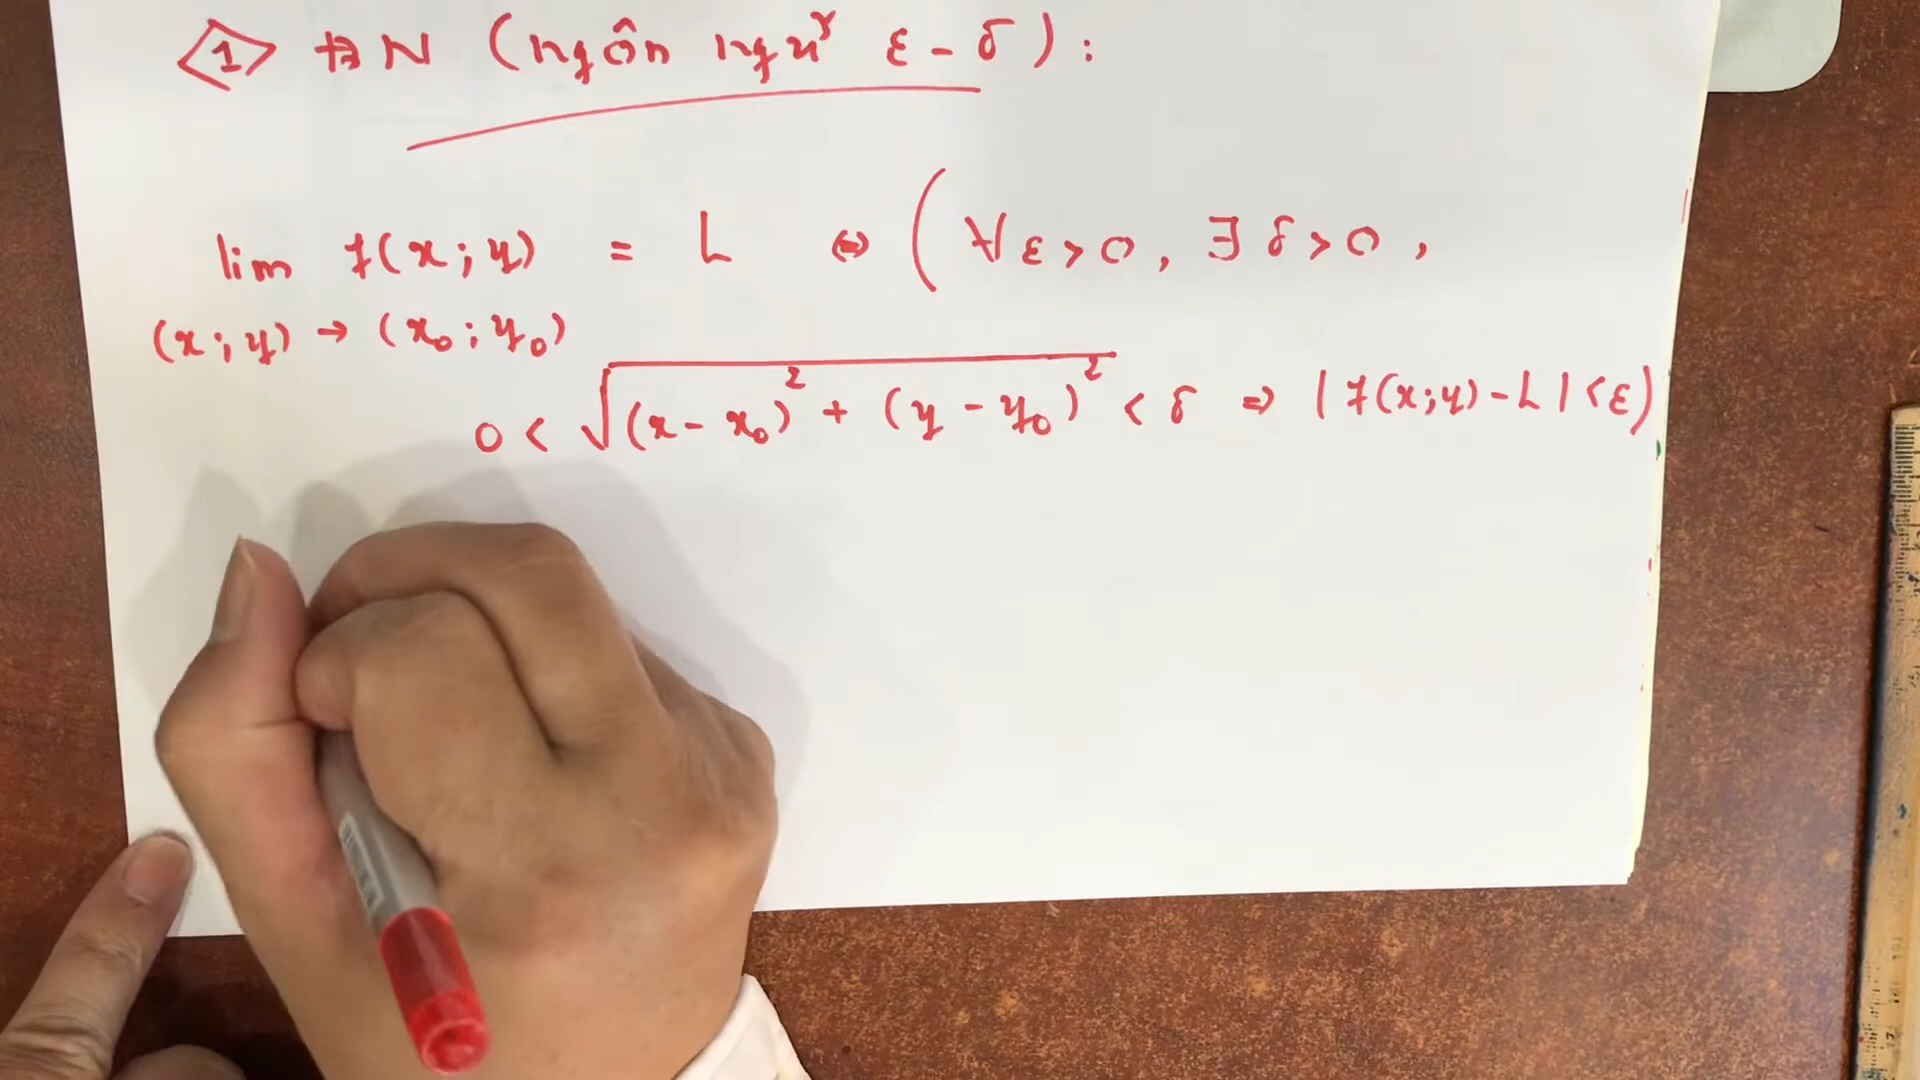 <1> ĐN (ngôn ngữ ε - δ) :
lim f(x ; y) = L ⇔ ( ∀ε > 0 , ∃ δ > 0 ,
(x ; y) → (x₀ ; y₀)
0 < √((x - x₀)² + (y - y₀)²) < δ ⇒ | f(x ; y) - L | < ε )